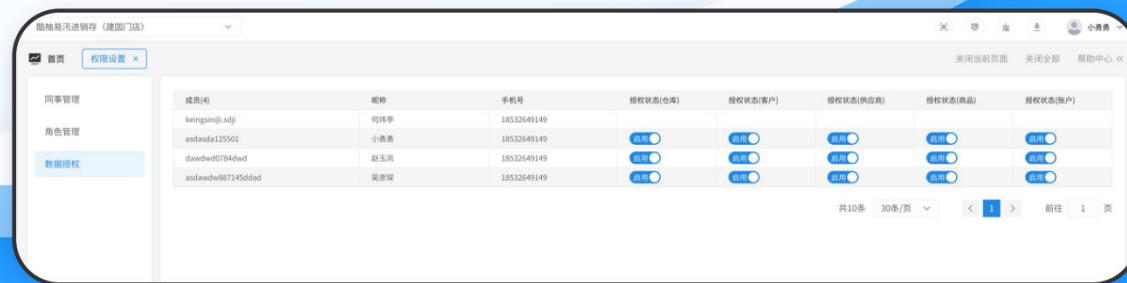 酷柚易汛进销存（建国门店）
小勇勇
首页 权限设置 × 关闭当前页面 关闭全部 帮助中心
同事管理
角色管理
数据授权
成员(4) 昵称 手机号 授权状态(仓库) 授权状态(客户) 授权状态(供应商) 授权状态(商品) 授权状态(账户)
keingsin@.sdji 何炜亭 18532649149
asdasda125501 小勇勇 18532649149 启用 启用 启用 启用 启用
dawdwd0784dwd 赵玉凤 18532649149 启用 启用 启用 启用 启用
asdawdw887145ddad 吴彦琛 18532649149 启用 启用 启用 启用 启用
共10条 30条/页 < 1 > 前往 1 页